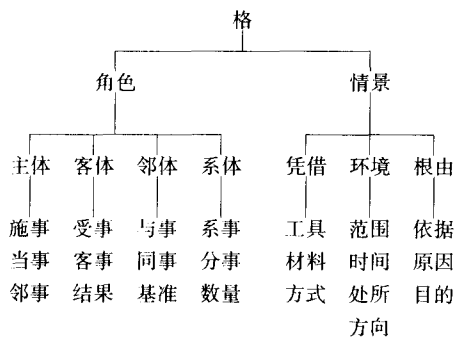 格
角色 情景
主体 客体 邻体 系体 凭借 环境 根由
施事 受事 与事 系事 工具 范围 依据
当事 客事 同事 分事 材料 时间 原因
邻事 结果 基准 数量 方式 处所 目的
方向